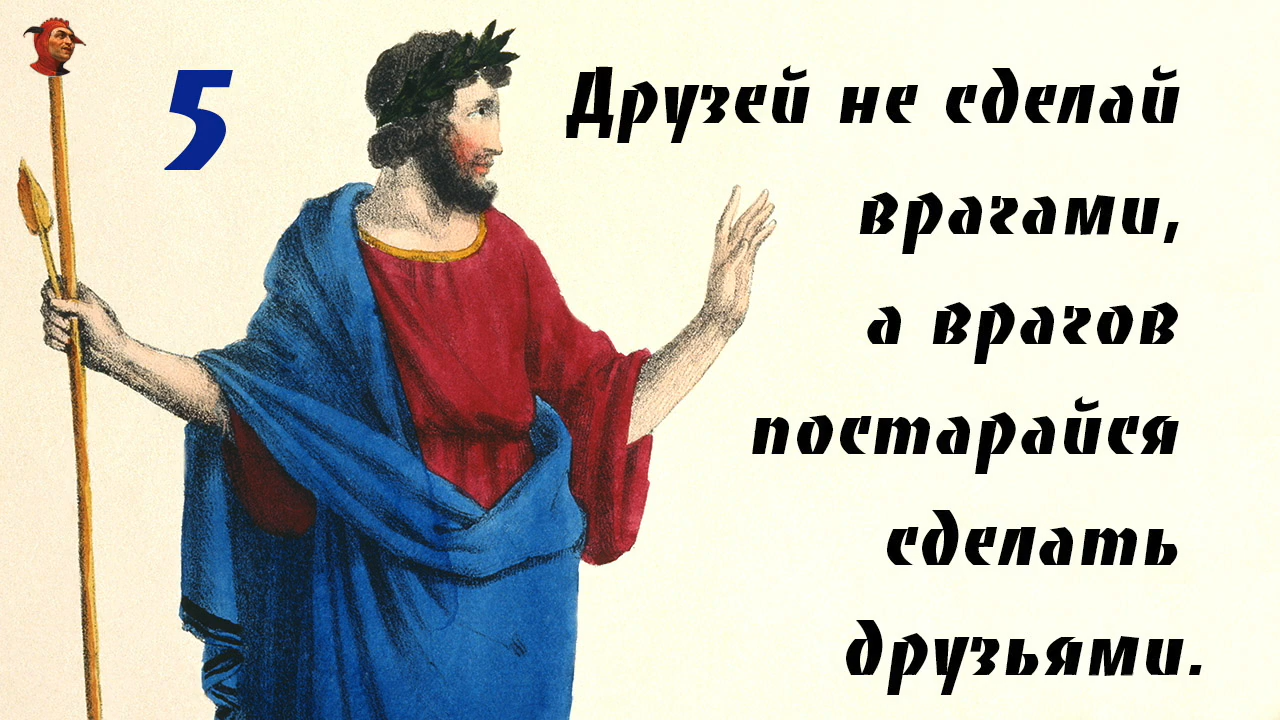 5
Друзей не сделай
врагами,
а врагов
постарайся
сделать
друзьями.